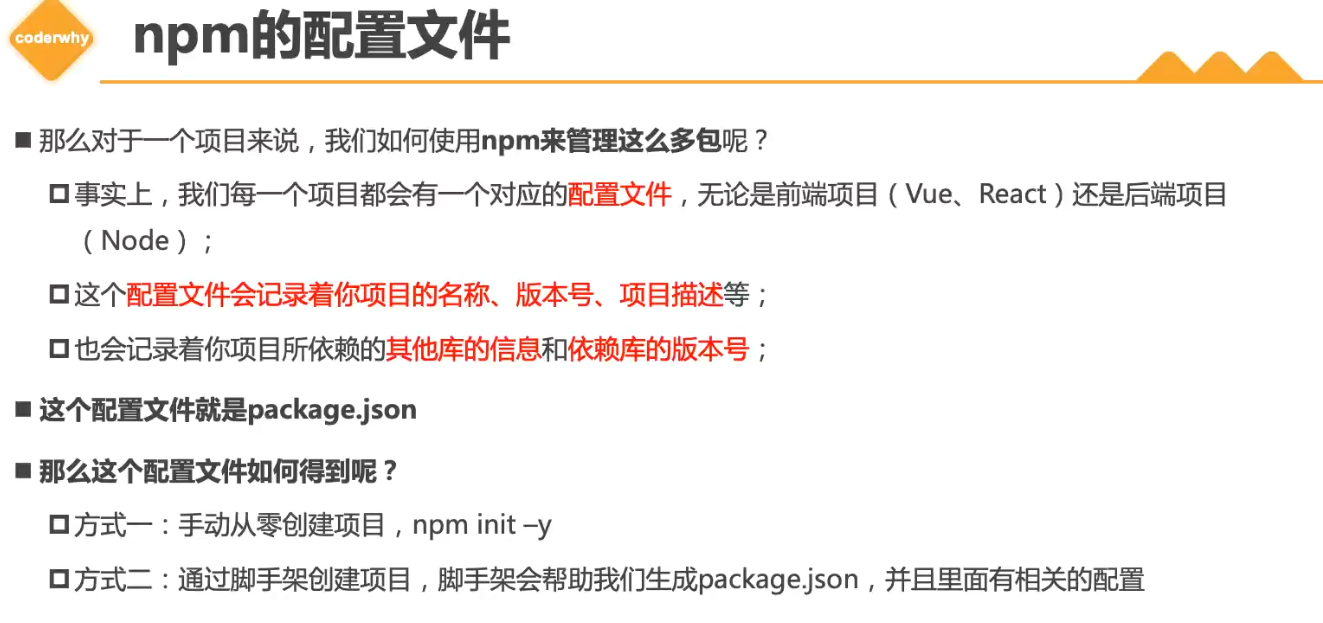 coderwhy
npm的配置文件
■ 那么对于一个项目来说，我们如何使用npm来管理这么多包呢？
事实上，我们每一个项目都会有一个对应的配置文件，无论是前端项目（Vue、React）还是后端项目
（Node）；
这个配置文件会记录着你项目的名称、版本号、项目描述等；
也会记录着你项目所依赖的其他库的信息和依赖库的版本号；
■ 这个配置文件就是package.json
■ 那么这个配置文件如何得到呢？
方式一：手动从零创建项目，npm init –y
方式二：通过脚手架创建项目，脚手架会帮助我们生成package.json，并且里面有相关的配置